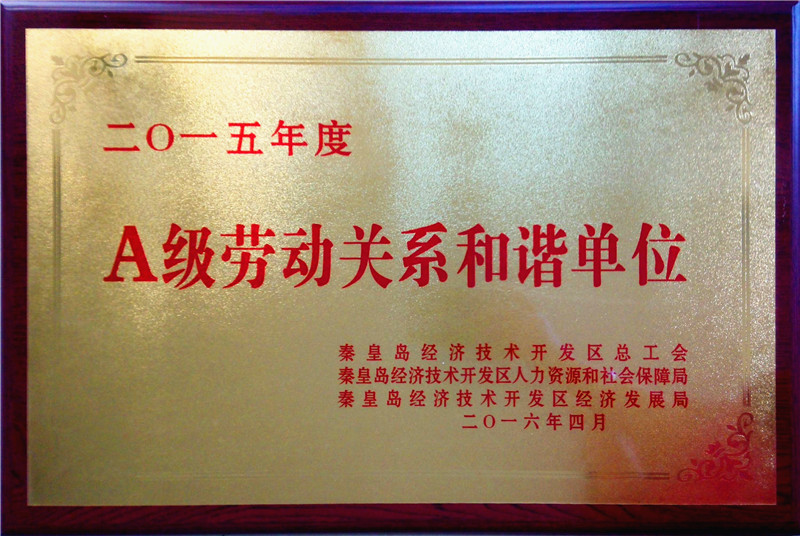 二〇一五年度
A级劳动关系和谐单位
秦皇岛经济技术开发区总工会
秦皇岛经济技术开发区人力资源和社会保障局
秦皇岛经济技术开发区经济发展局
二〇一六年四月